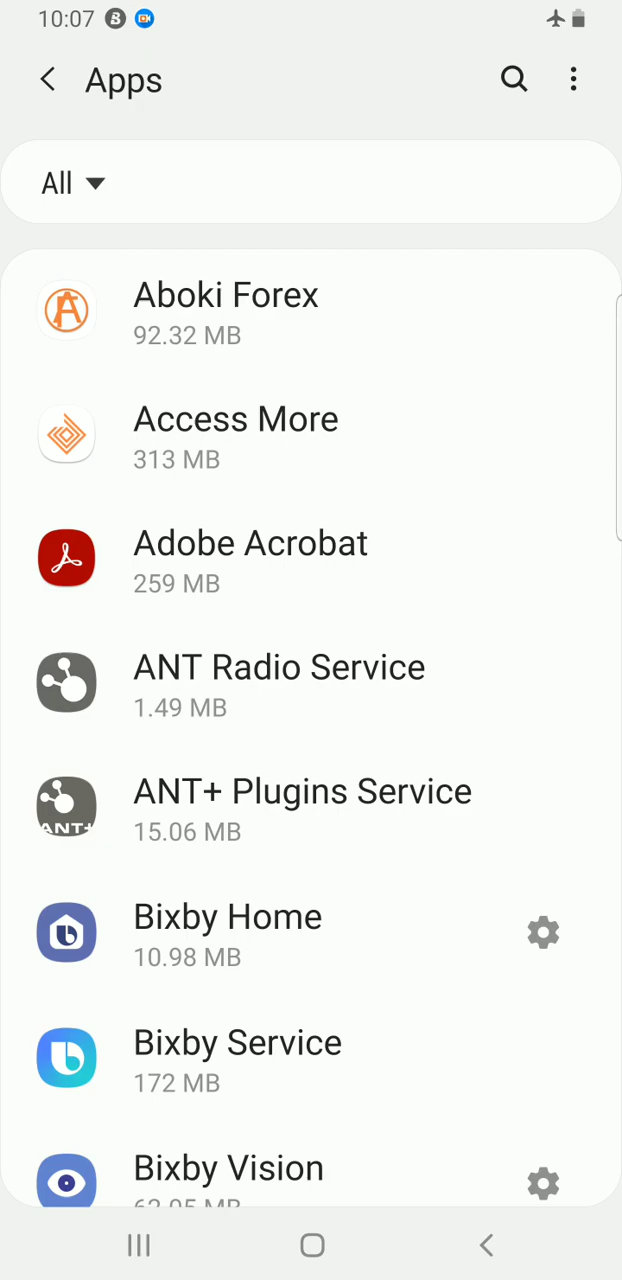 10:07
Apps
All
Aboki Forex
92.32 MB
Access More
313 MB
Adobe Acrobat
259 MB
ANT Radio Service
1.49 MB
ANT+ Plugins Service
15.06 MB
ANT+
Bixby Home
10.98 MB
Bixby Service
172 MB
Bixby Vision
62.05 MB